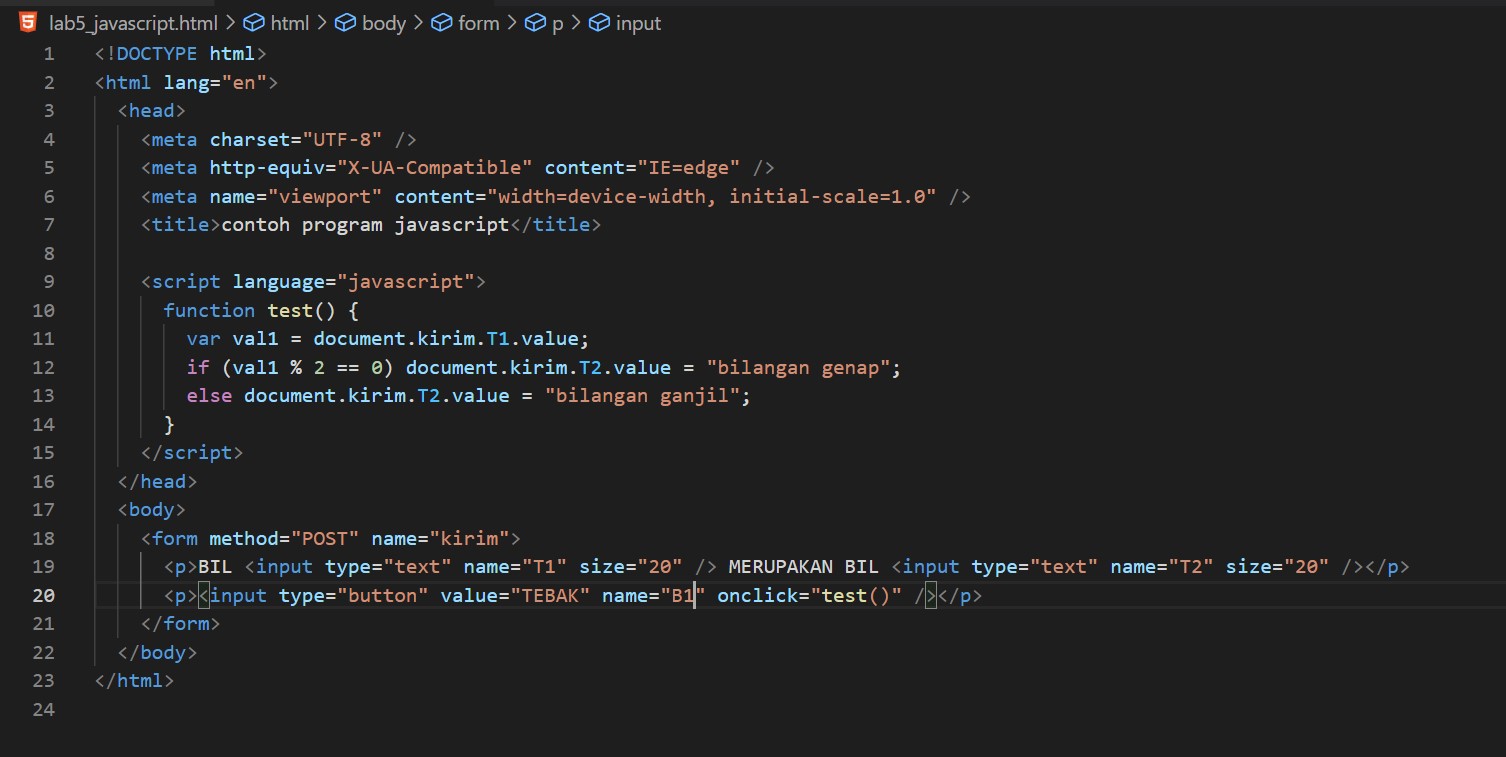 lab5_javascript.html > html > body > form > p > input
1 <!DOCTYPE html>
2 <html lang="en">
3 <head>
4 <meta charset="UTF-8" />
5 <meta http-equiv="X-UA-Compatible" content="IE=edge" />
6 <meta name="viewport" content="width=device-width, initial-scale=1.0" />
7 <title>contoh program javascript</title>
8
9 <script language="javascript">
10 function test() {
11 var val1 = document.kirim.T1.value;
12 if (val1 % 2 == 0) document.kirim.T2.value = "bilangan genap";
13 else document.kirim.T2.value = "bilangan ganjil";
14 }
15 </script>
16 </head>
17 <body>
18 <form method="POST" name="kirim">
19 <p>BIL <input type="text" name="T1" size="20" /> MERUPAKAN BIL <input type="text" name="T2" size="20" /></p>
20 <p><input type="button" value="TEBAK" name="B1" onclick="test()" /></p>
21 </form>
22 </body>
23 </html>
24